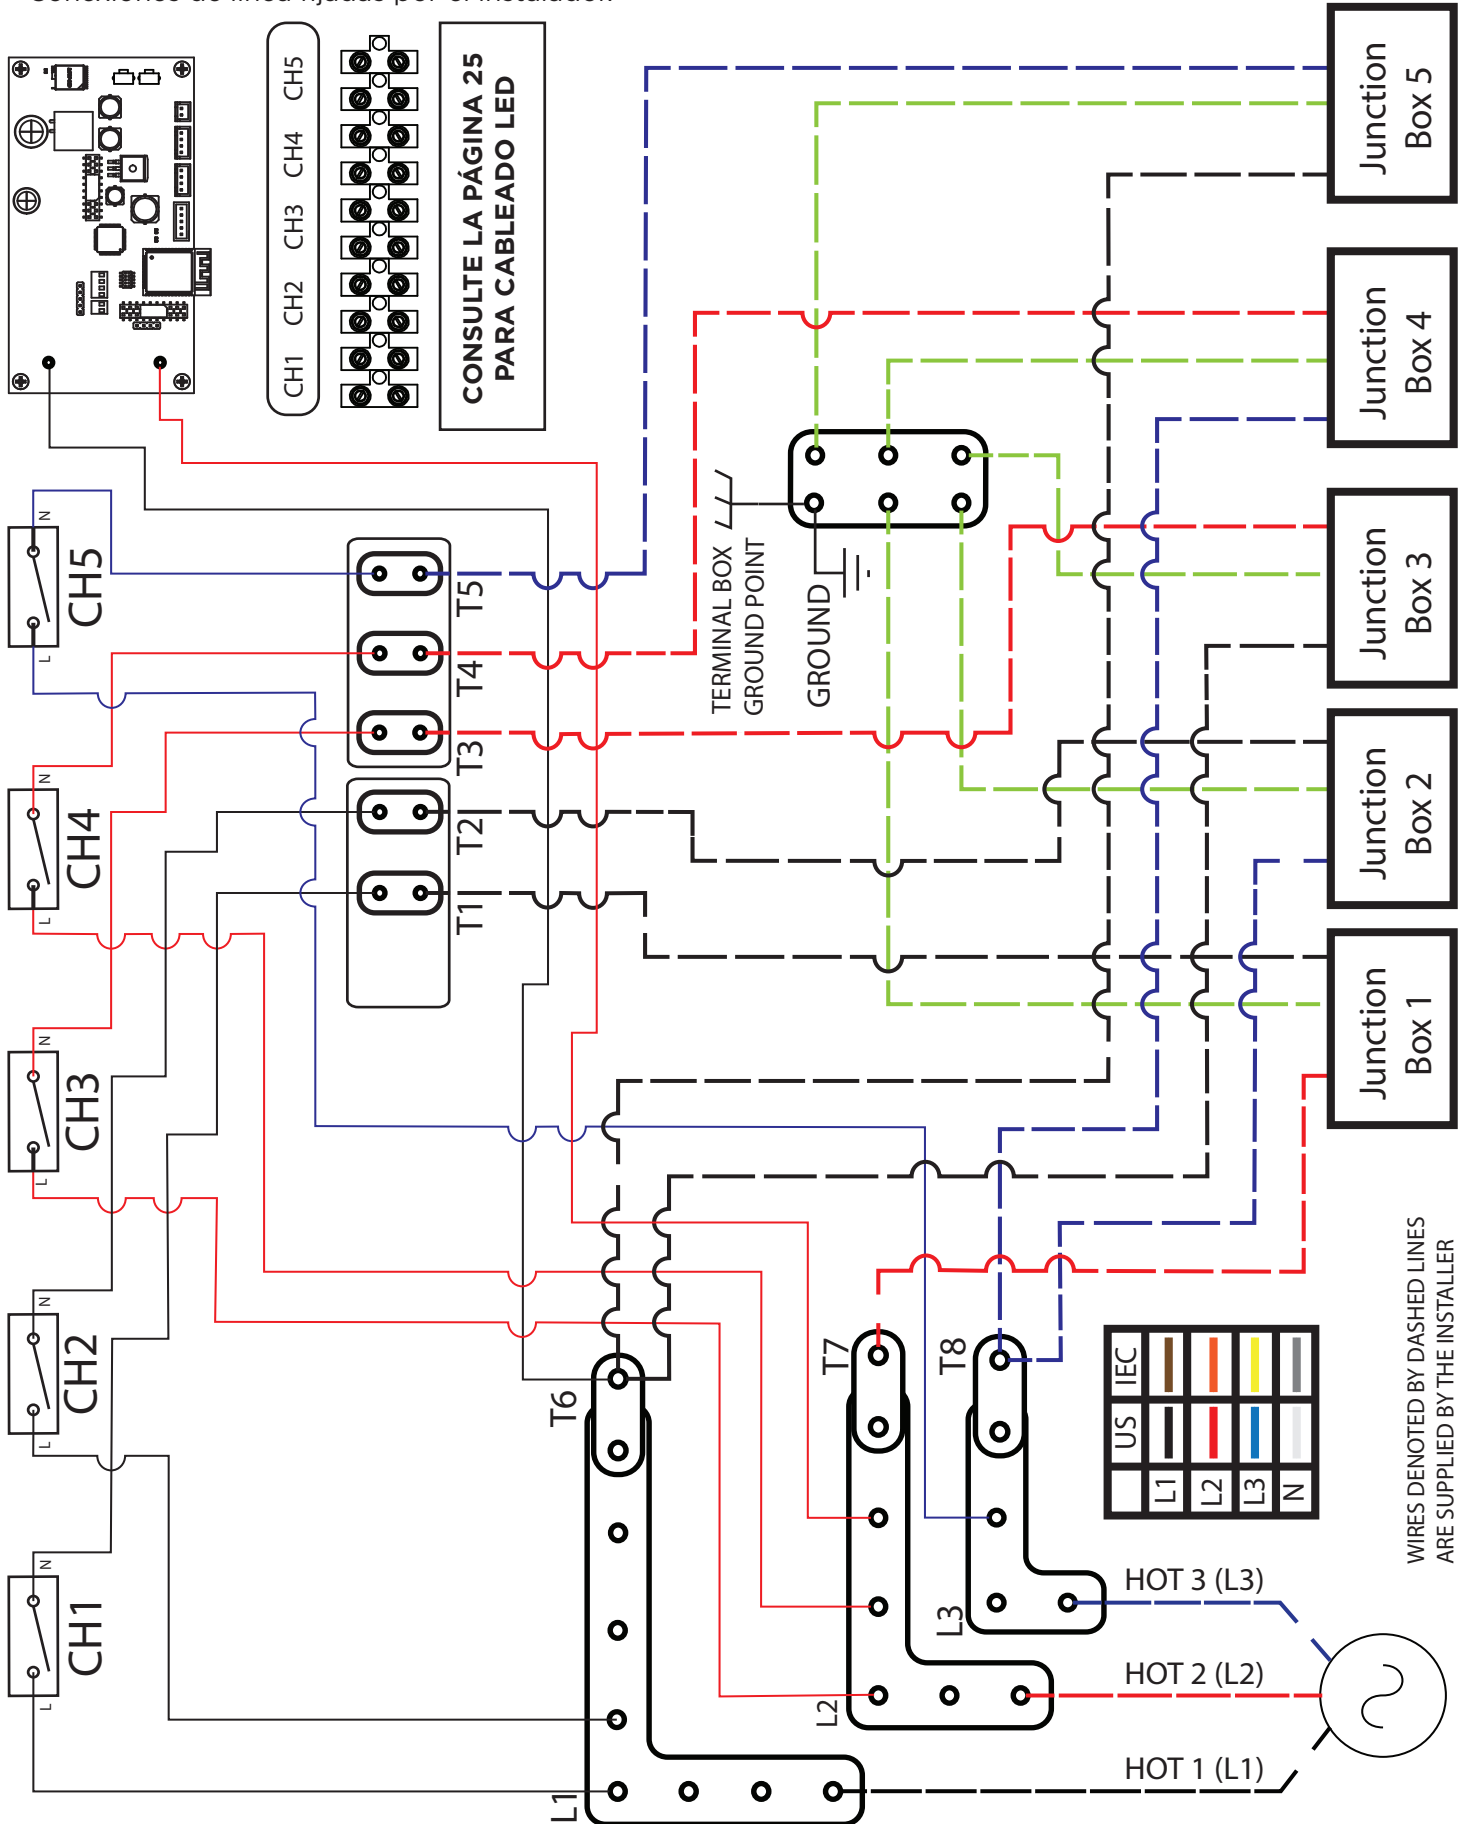 CH1 CH2 CH3 CH4 CH5
CONSULTE LA PÁGINA 25
PARA CABLEADO LED
N
CH5
L
N
CH4
L
N
CH3
L
N
CH2
L
N
CH1
L
T5
T4
T3
T2
T1
TERMINAL BOX
GROUND POINT
GROUND
Junction
Box 5
Junction
Box 4
Junction
Box 3
Junction
Box 2
Junction
Box 1
T6
T7
T8
L1
L2
L3
US IEC
L1
L2
L3
N
HOT 3 (L3)
HOT 2 (L2)
HOT 1 (L1)
WIRES DENOTED BY DASHED LINES
ARE SUPPLIED BY THE INSTALLER